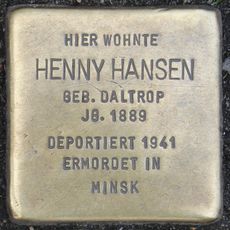 HIER WOHNTE
HENNY HANSEN
GEB. DALTROP
JG. 1889
DEPORTIERT 1941
ERMORDET IN
MINSK